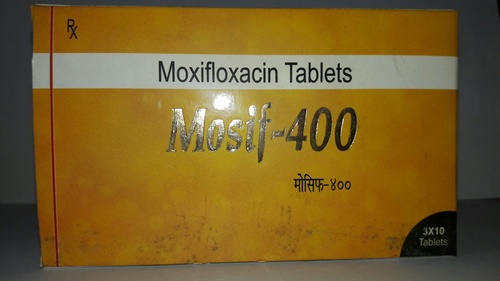 Rx
Moxifloxacin Tablets
Mosif-400
मोसिफ-४००
3X10
Tablets